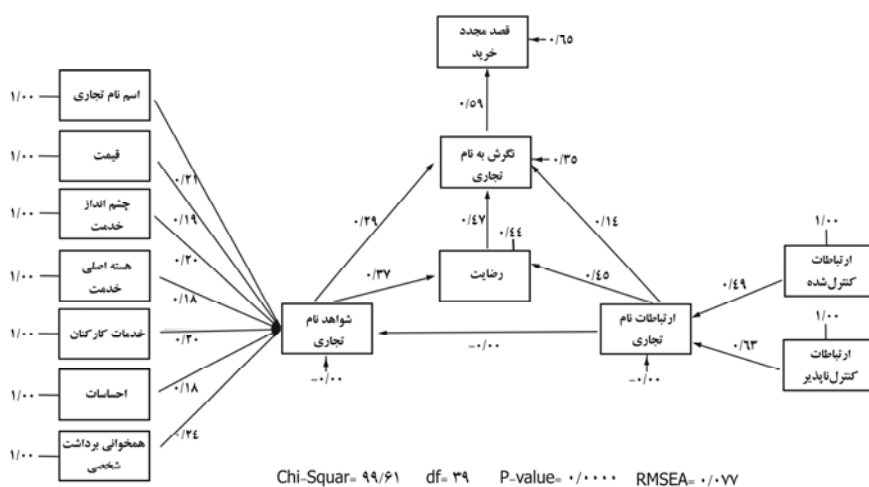 قصد مجدد
خرید
۰/۶۵
۰/۵۹
نگرش به نام
تجاری
۰/۳۵
۰/۲۹
۰/۴۷
۰/۱۴
۰/۴۴
رضایت
۰/۳۷
۰/۴۵
۱/۰۰
اسم نام تجاری
۰/۲۱
۱/۰۰
قیمت
۰/۱۹
۱/۰۰
چشم انداز
خدمت
۰/۲۰
۱/۰۰
هسته اصلی
خدمت
۰/۱۸
۱/۰۰
خدمات کارکنان
۰/۲۰
۱/۰۰
احساسات
۰/۱۸
۱/۰۰
همخوانی برداشت
شخصی
۰/۲۴
شواهد نام
تجاری
-۰/۰۰
-۰/۰۰
ارتباطات نام
تجاری
-۰/۰۰
۱/۰۰
ارتباطات
کنترل‌شده
۰/۴۹
۱/۰۰
ارتباطات
کنترل‌ناپذیر
۰/۶۳
Chi-Squar= ۹۹/۶۱ df= ۳۹ P-value= ۰/۰۰۰۰ RMSEA= ۰/۰۷۷